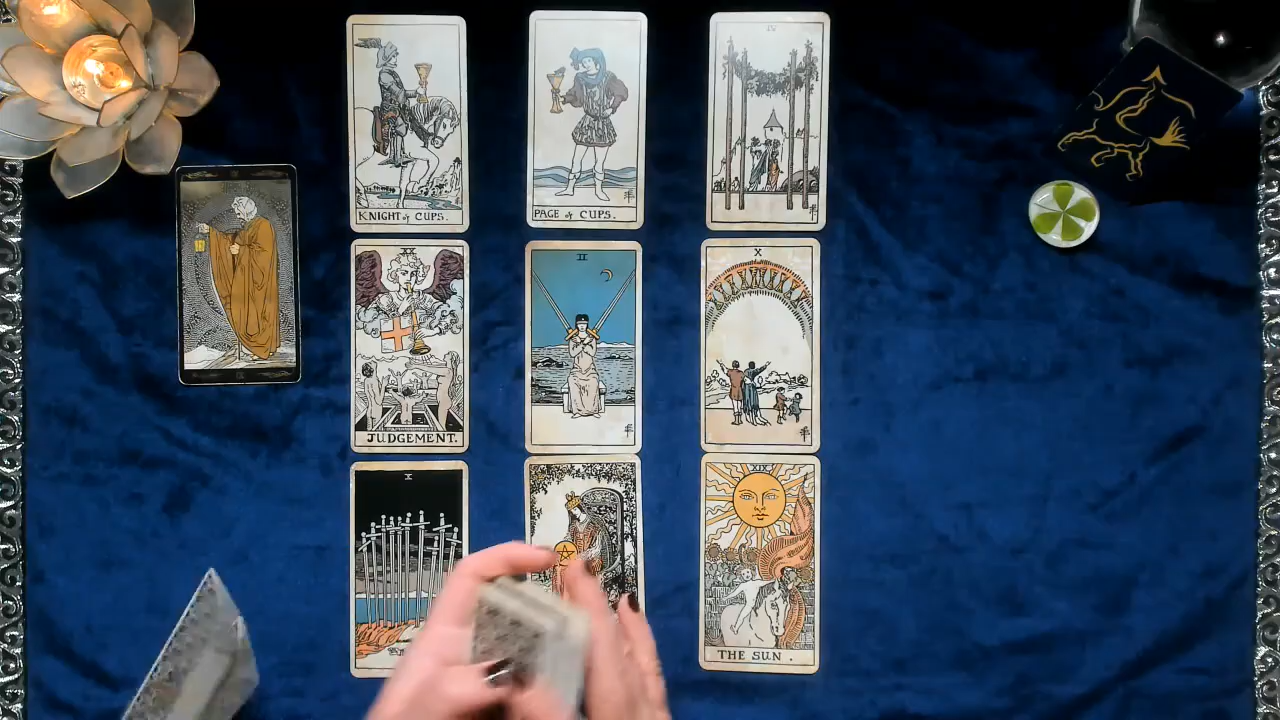 KNIGHT of CUPS.
PAGE of CUPS.
IV
XX
JUDGEMENT.
II
X
X
XIX
THE SUN.